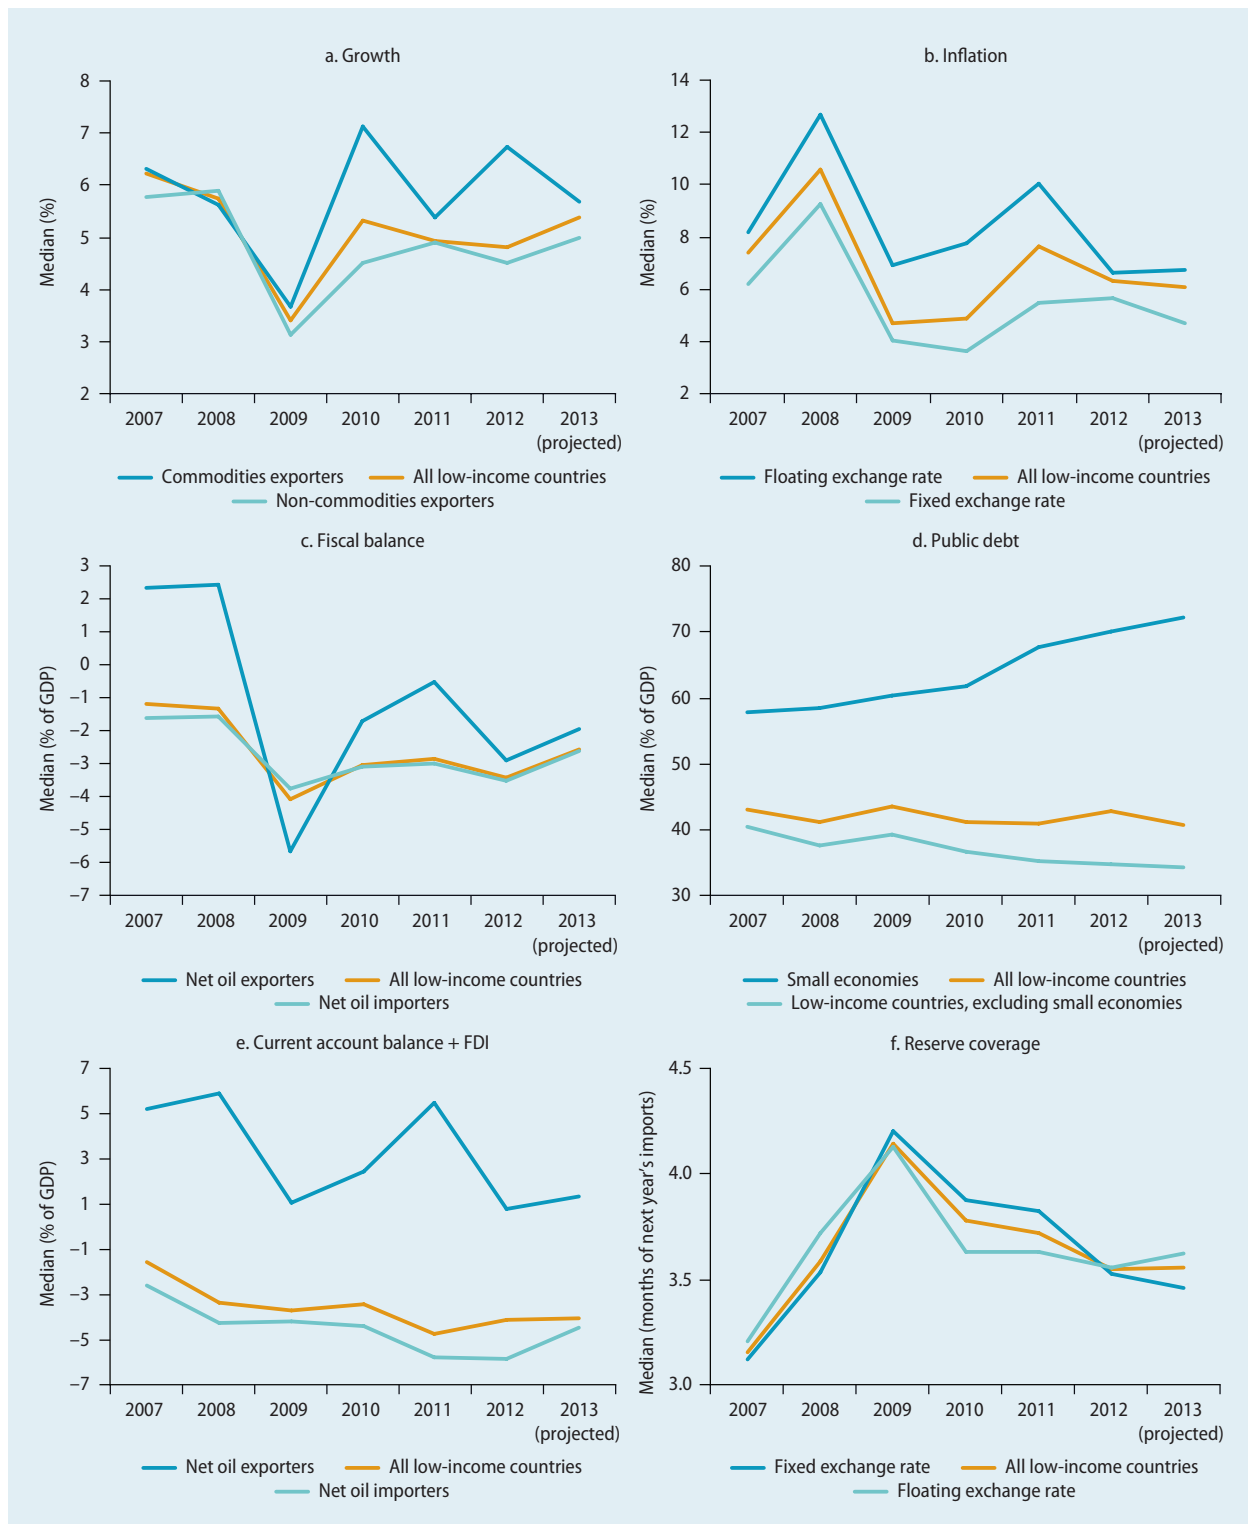 a. Growth
Median (%)
8
7
6
5
4
3
2
2007 2008 2009 2010 2011 2012 2013
(projected)
Commodities exporters All low-income countries
Non-commodities exporters
b. Inflation
Median (%)
14
12
10
8
6
4
2
2007 2008 2009 2010 2011 2012 2013
(projected)
Floating exchange rate All low-income countries
Fixed exchange rate
c. Fiscal balance
Median (% of GDP)
3
2
1
0
–1
–2
–3
–4
–5
–6
–7
2007 2008 2009 2010 2011 2012 2013
(projected)
Net oil exporters All low-income countries
Net oil importers
d. Public debt
Median (% of GDP)
80
70
60
50
40
30
2007 2008 2009 2010 2011 2012 2013
(projected)
Small economies All low-income countries
Low-income countries, excluding small economies
e. Current account balance + FDI
Median (% of GDP)
7
5
3
1
–1
–3
–5
–7
2007 2008 2009 2010 2011 2012 2013
(projected)
Net oil exporters All low-income countries
Net oil importers
f. Reserve coverage
Median (months of next year’s imports)
4.5
4.0
3.5
3.0
2007 2008 2009 2010 2011 2012 2013
(projected)
Fixed exchange rate All low-income countries
Floating exchange rate